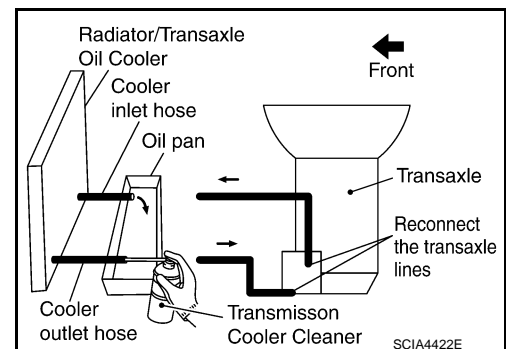 Radiator/Transaxle
Oil Cooler
Cooler
inlet hose
Oil pan
Front
Transaxle
Reconnect
the transaxle
lines
Cooler
outlet hose
Transmisson
Cooler Cleaner
SCIA4422E